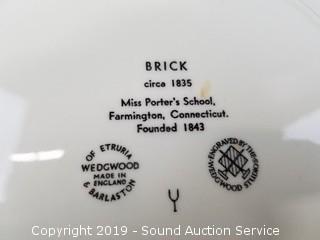 BRICK
circa 1835
Miss Porter's School,
Farmington, Connecticut.
Founded 1843
OF ETRURIA
WEDGWOOD
MADE IN
ENGLAND
& BARLASTON
ENGRAVED BY THE
WEDGWOOD STUDIO
Copyright 2019 - Sound Auction Service